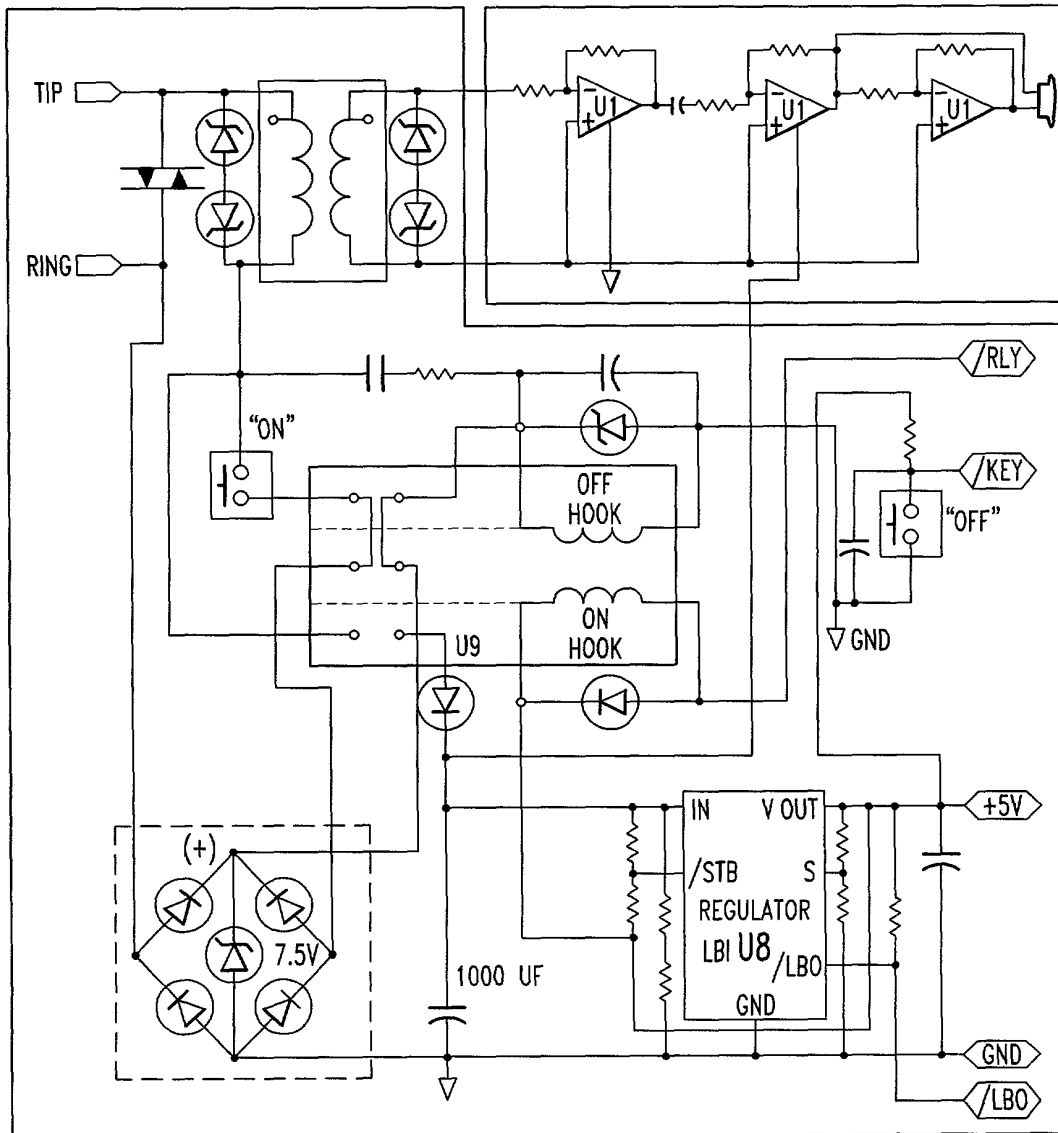 TIP
U1
-
+
U1
-
+
U1
-
+
RING
/RLY
"ON"
/KEY
OFF
HOOK
"OFF"
ON
HOOK
U9
GND
IN
V OUT
+5V
(+)
/STB
S
REGULATOR
7.5V
LBI U8
/LBO
1000 UF
GND
GND
/LBO